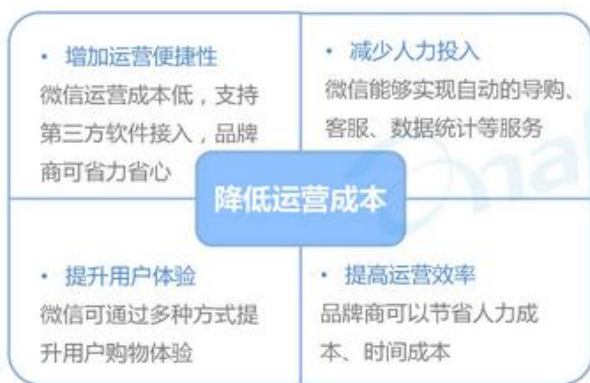 • 增加运营便捷性
微信运营成本低，支持
第三方软件接入，品牌
商可省力省心
• 减少人力投入
微信能够实现自动的导购、
客服、数据统计等服务
降低运营成本
• 提升用户体验
微信可通过多种方式提
升用户购物体验
• 提高运营效率
品牌商可以节省人力成
本、时间成本